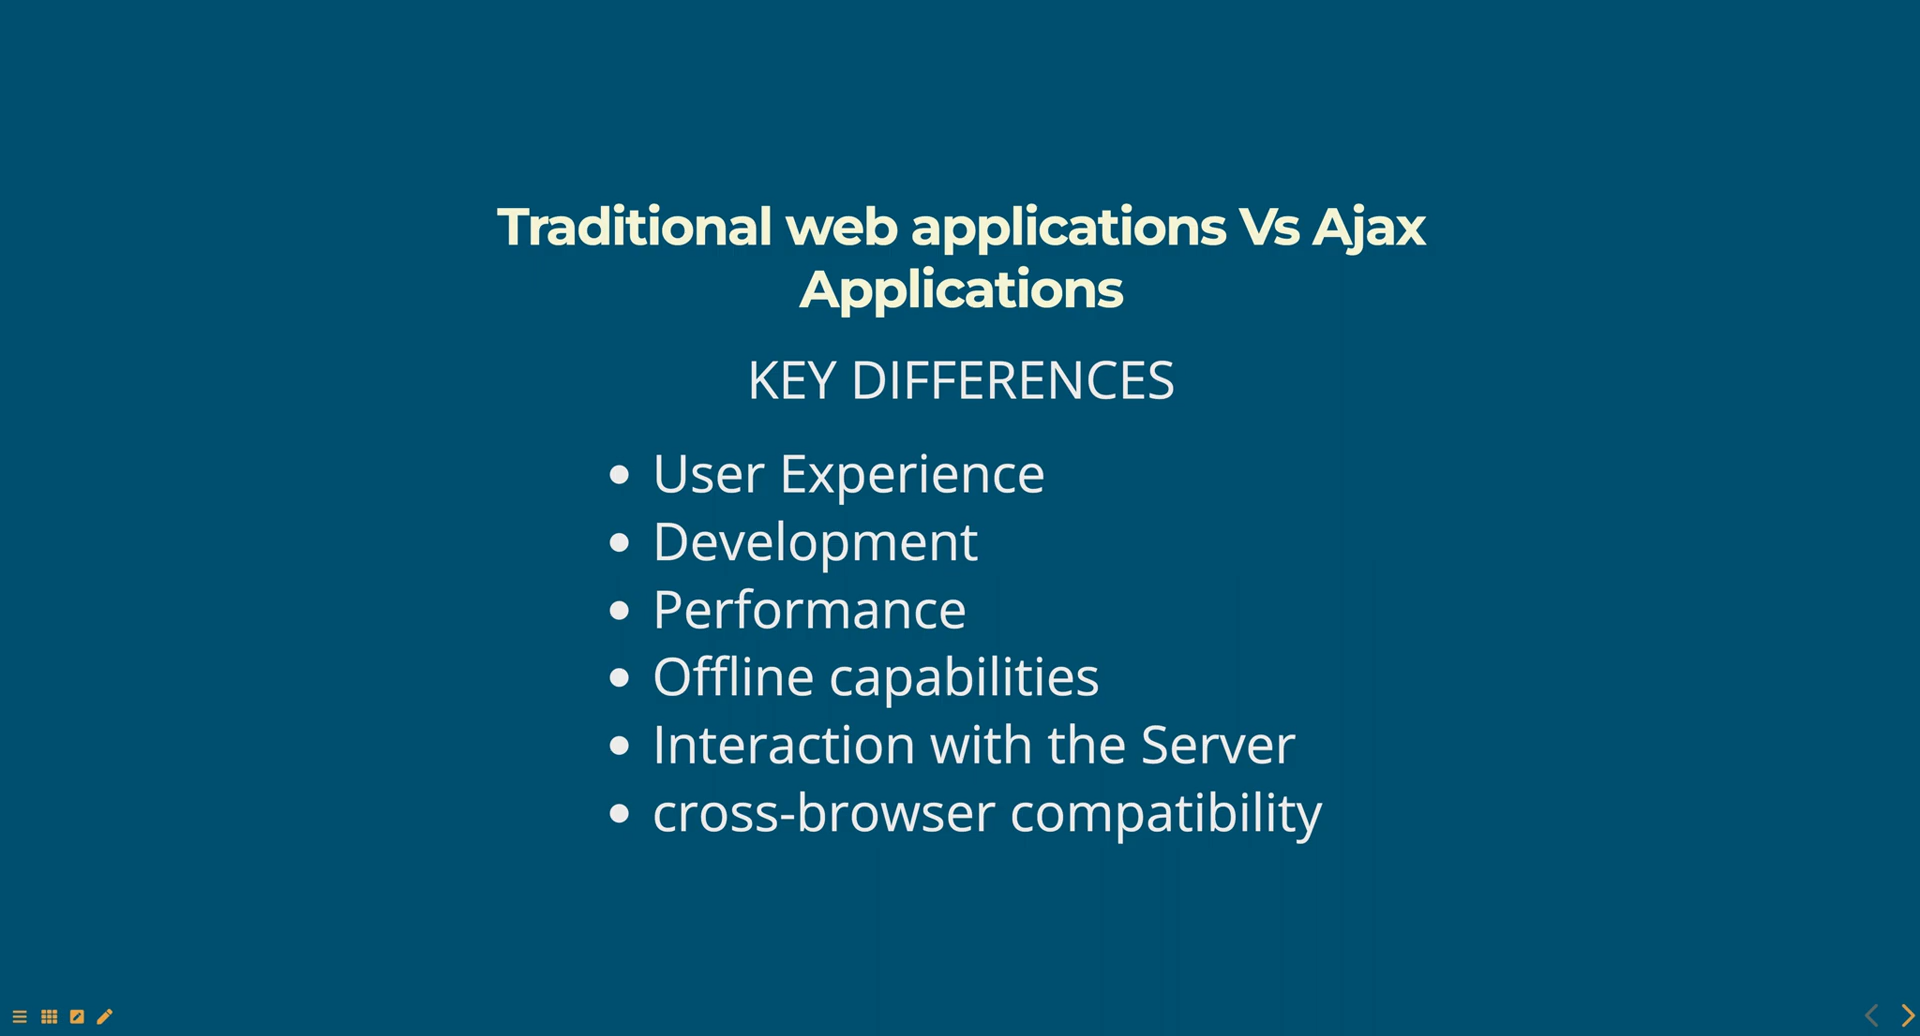 Traditional web applications Vs Ajax
Applications
KEY DIFFERENCES
User Experience
Development
Performance
Offline capabilities
Interaction with the Server
cross-browser compatibility